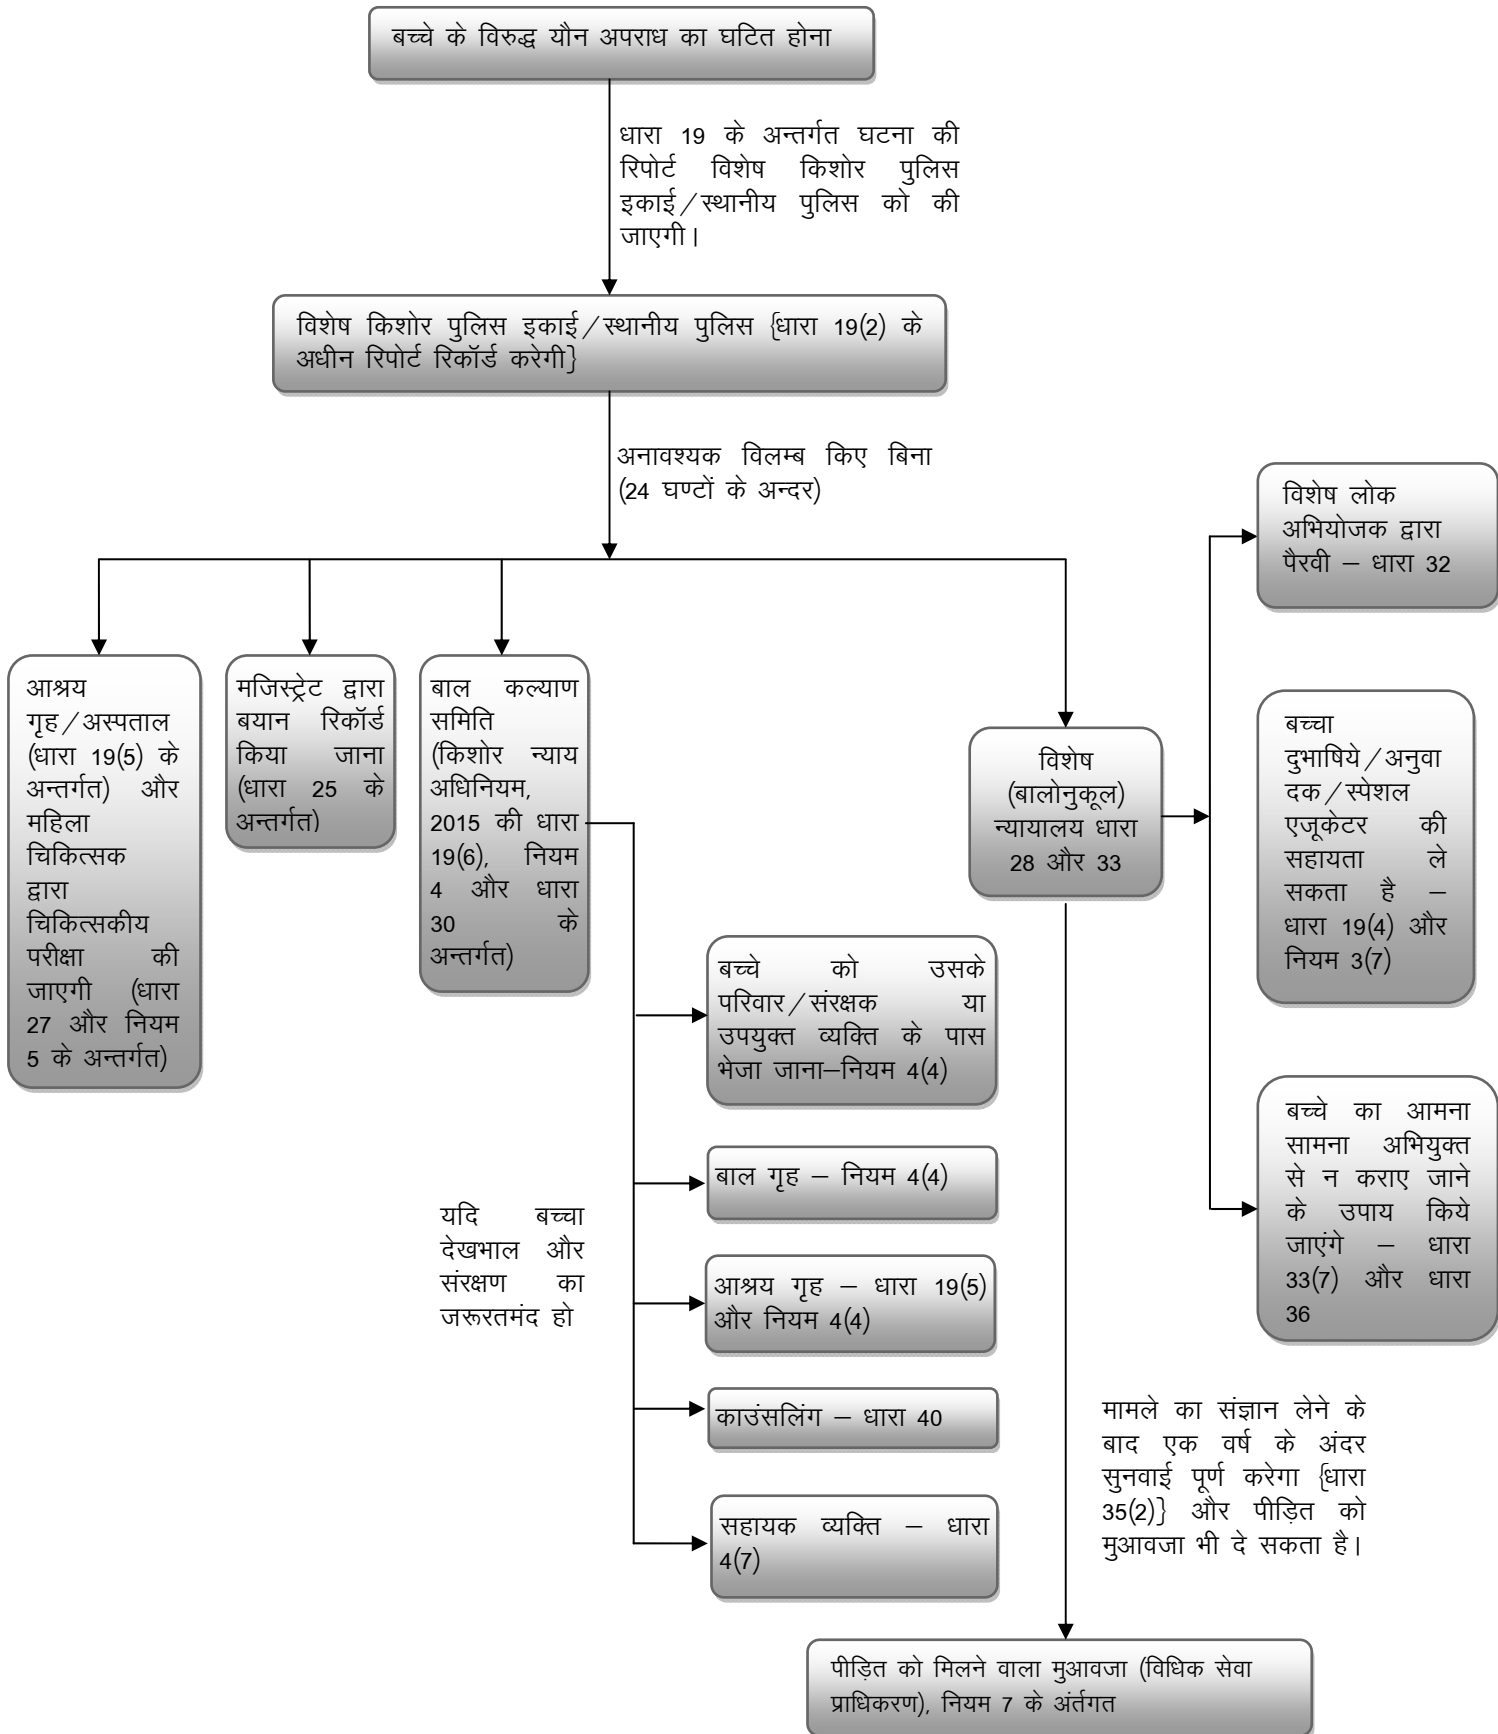 बच्चे के विरुद्ध यौन अपराध का घटित होना
धारा 19 के अन्तर्गत घटना की
रिपोर्ट विशेष किशोर पुलिस
इकाई/स्थानीय पुलिस को की
जाएगी।
विशेष किशोर पुलिस इकाई/स्थानीय पुलिस {धारा 19(2) के
अधीन रिपोर्ट रिकॉर्ड करेगी}
अनावश्यक विलम्ब किए बिना
(24 घण्टों के अन्दर)
आश्रय
गृह/अस्पताल
(धारा 19(5) के
अन्तर्गत) और
महिला
चिकित्सक
द्वारा
चिकित्सकीय
परीक्षा की
जाएगी (धारा
27 और नियम
5 के अन्तर्गत)
मजिस्ट्रेट द्वारा
बयान रिकॉर्ड
किया जाना
(धारा 25 के
अन्तर्गत)
बाल कल्याण
समिति
(किशोर न्याय
अधिनियम,
2015 की धारा
19(6), नियम
4 और धारा
30 के
अन्तर्गत)
विशेष
(बालोनुकूल)
न्यायालय धारा
28 और 33
विशेष लोक
अभियोजक द्वारा
पैरवी – धारा 32
बच्चा
दुभाषिये/अनुवा
दक/स्पेशल
एजूकेटर की
सहायता ले
सकता है –
धारा 19(4) और
नियम 3(7)
बच्चे का आमना
सामना अभियुक्त
से न कराए जाने
के उपाय किये
जाएंगे – धारा
33(7) और धारा
36
यदि बच्चा
देखभाल और
संरक्षण का
जरूरतमंद हो
बच्चे को उसके
परिवार/संरक्षक या
उपयुक्त व्यक्ति के पास
भेजा जाना–नियम 4(4)
बाल गृह – नियम 4(4)
आश्रय गृह – धारा 19(5)
और नियम 4(4)
काउंसलिंग – धारा 40
सहायक व्यक्ति – धारा
4(7)
मामले का संज्ञान लेने के
बाद एक वर्ष के अंदर
सुनवाई पूर्ण करेगा {धारा
35(2)} और पीड़ित को
मुआवजा भी दे सकता है।
पीड़ित को मिलने वाला मुआवजा (विधिक सेवा
प्राधिकरण), नियम 7 के अंर्तगत